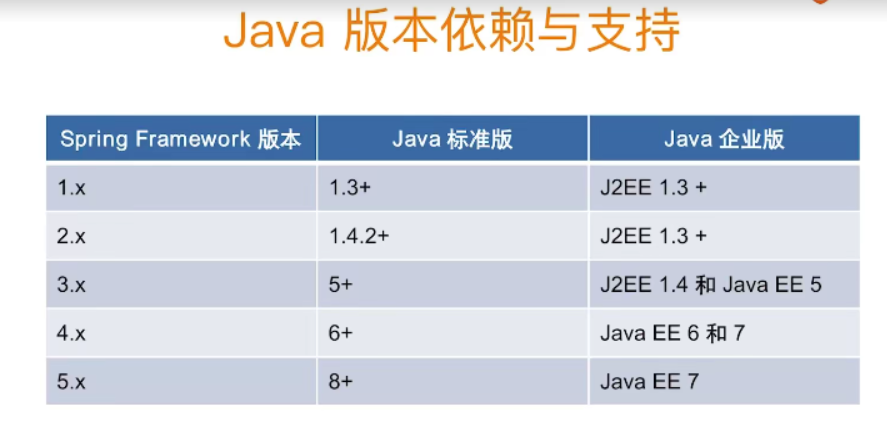 Java 版本依赖与支持
Spring Framework 版本 Java 标准版 Java 企业版
1.x 1.3+ J2EE 1.3 +
2.x 1.4.2+ J2EE 1.3 +
3.x 5+ J2EE 1.4 和 Java EE 5
4.x 6+ Java EE 6 和 7
5.x 8+ Java EE 7